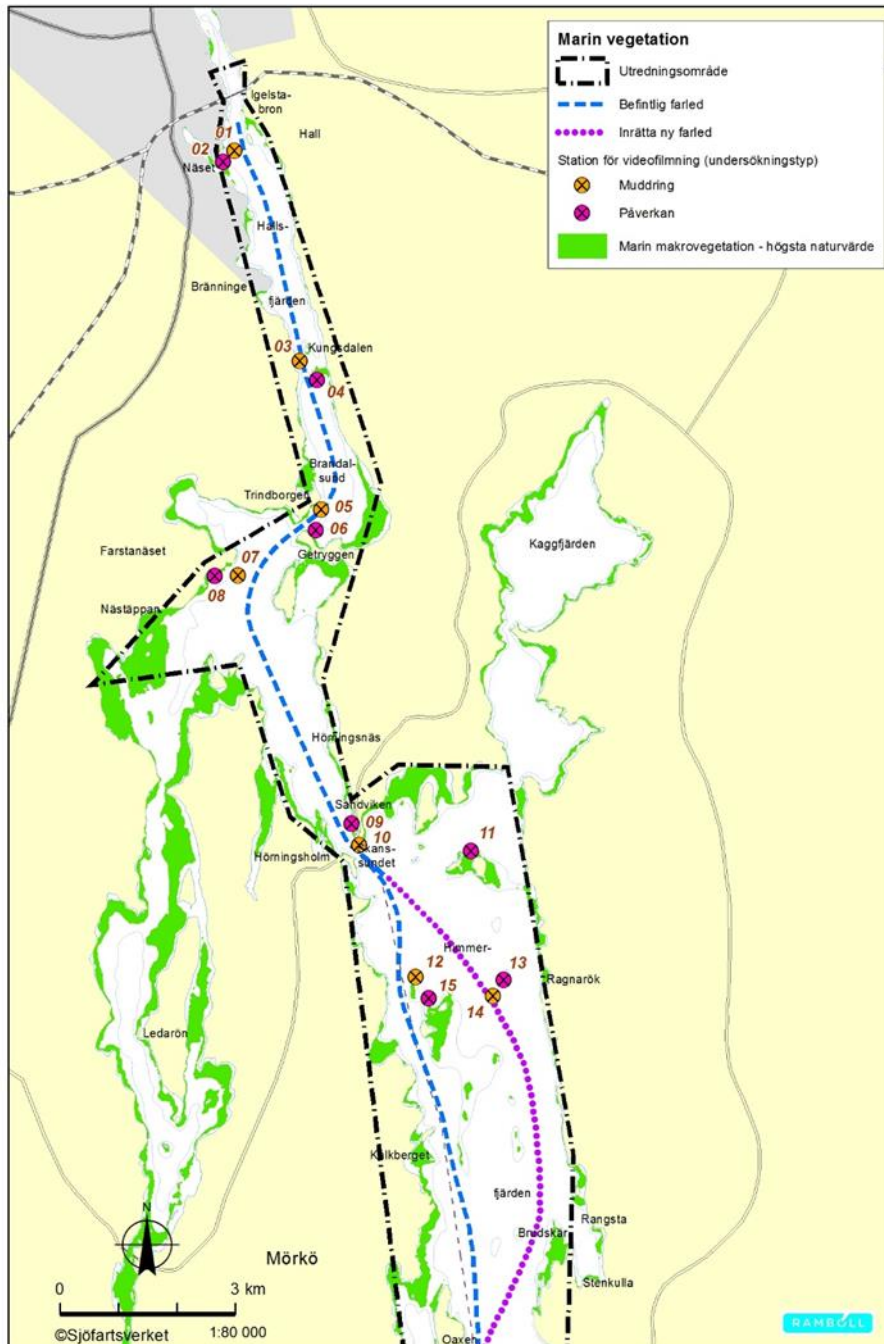 Marin vegetation
Utredningsområde
Befintlig farled
Inrätta ny farled
Station för videofilmning (undersökningstyp)
Muddring
Påverkan
Marin makrovegetation - högsta naturvärde
Igelsta-
bron
Hall
01
02
Näset
Halls-
Bränninge
fjärden
03
Kungsdalen
04
Brandal-
sund
Trindborgen
05
06
Getryggen
Farstanäset
07
08
Nästäppan
Kaggfjärden
Hörningsnäs
Sandviken
09
10
11
Hörningsholm
Skans-
sundet
Himmer-
12
13
15
14
Ragnarök
Ledarön
Kalkberget
fjärden
Rangsta
Brudskär
Stenkulla
N
Mörkö
0 3 km
©Sjöfartsverket 1:80 000
Oaxen
RAMBOLL